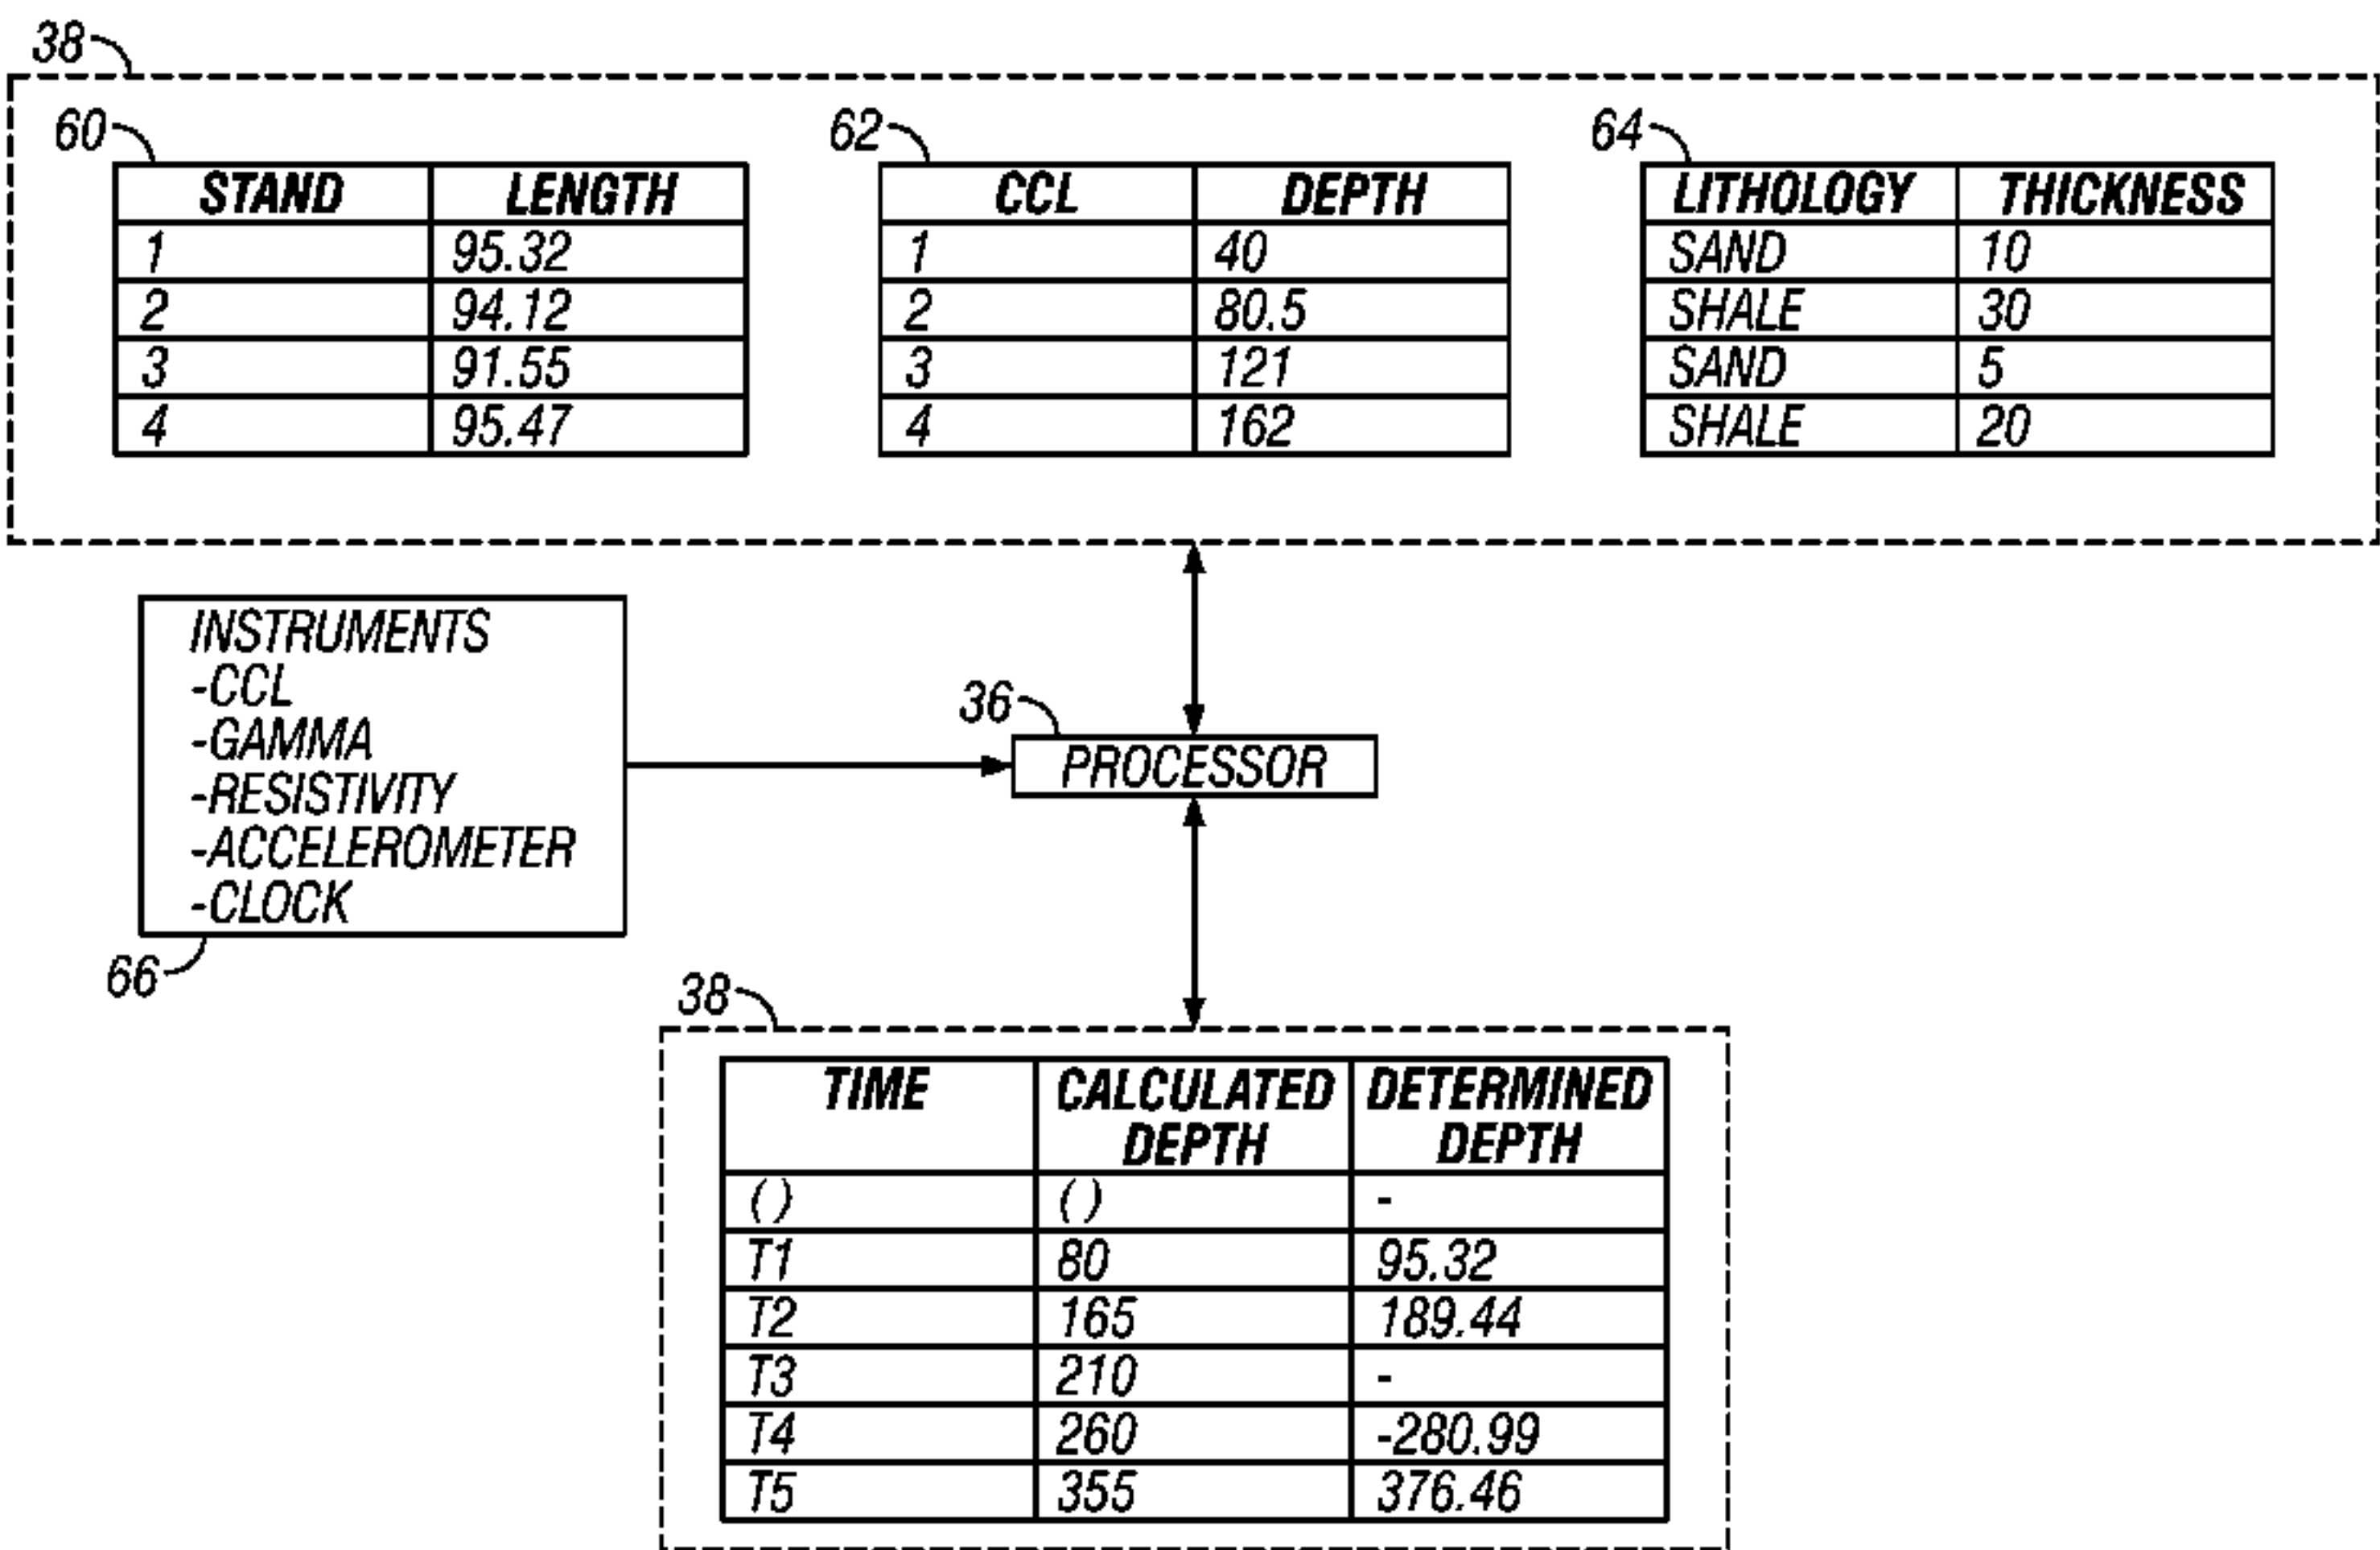 38
60
62
64
STAND LENGTH
1 95.32
2 94.12
3 91.55
4 95.47
CCL DEPTH
1 40
2 80.5
3 121
4 162
LITHOLOGY THICKNESS
SAND 10
SHALE 30
SAND 5
SHALE 20
INSTRUMENTS
-CCL
-GAMMA
-RESISTIVITY
-ACCELEROMETER
-CLOCK
66
36
PROCESSOR
38
TIME CALCULATED DEPTH DETERMINED DEPTH
( ) ( ) -
T1 80 95.32
T2 165 189.44
T3 210 -
T4 260 -280.99
T5 355 376.46